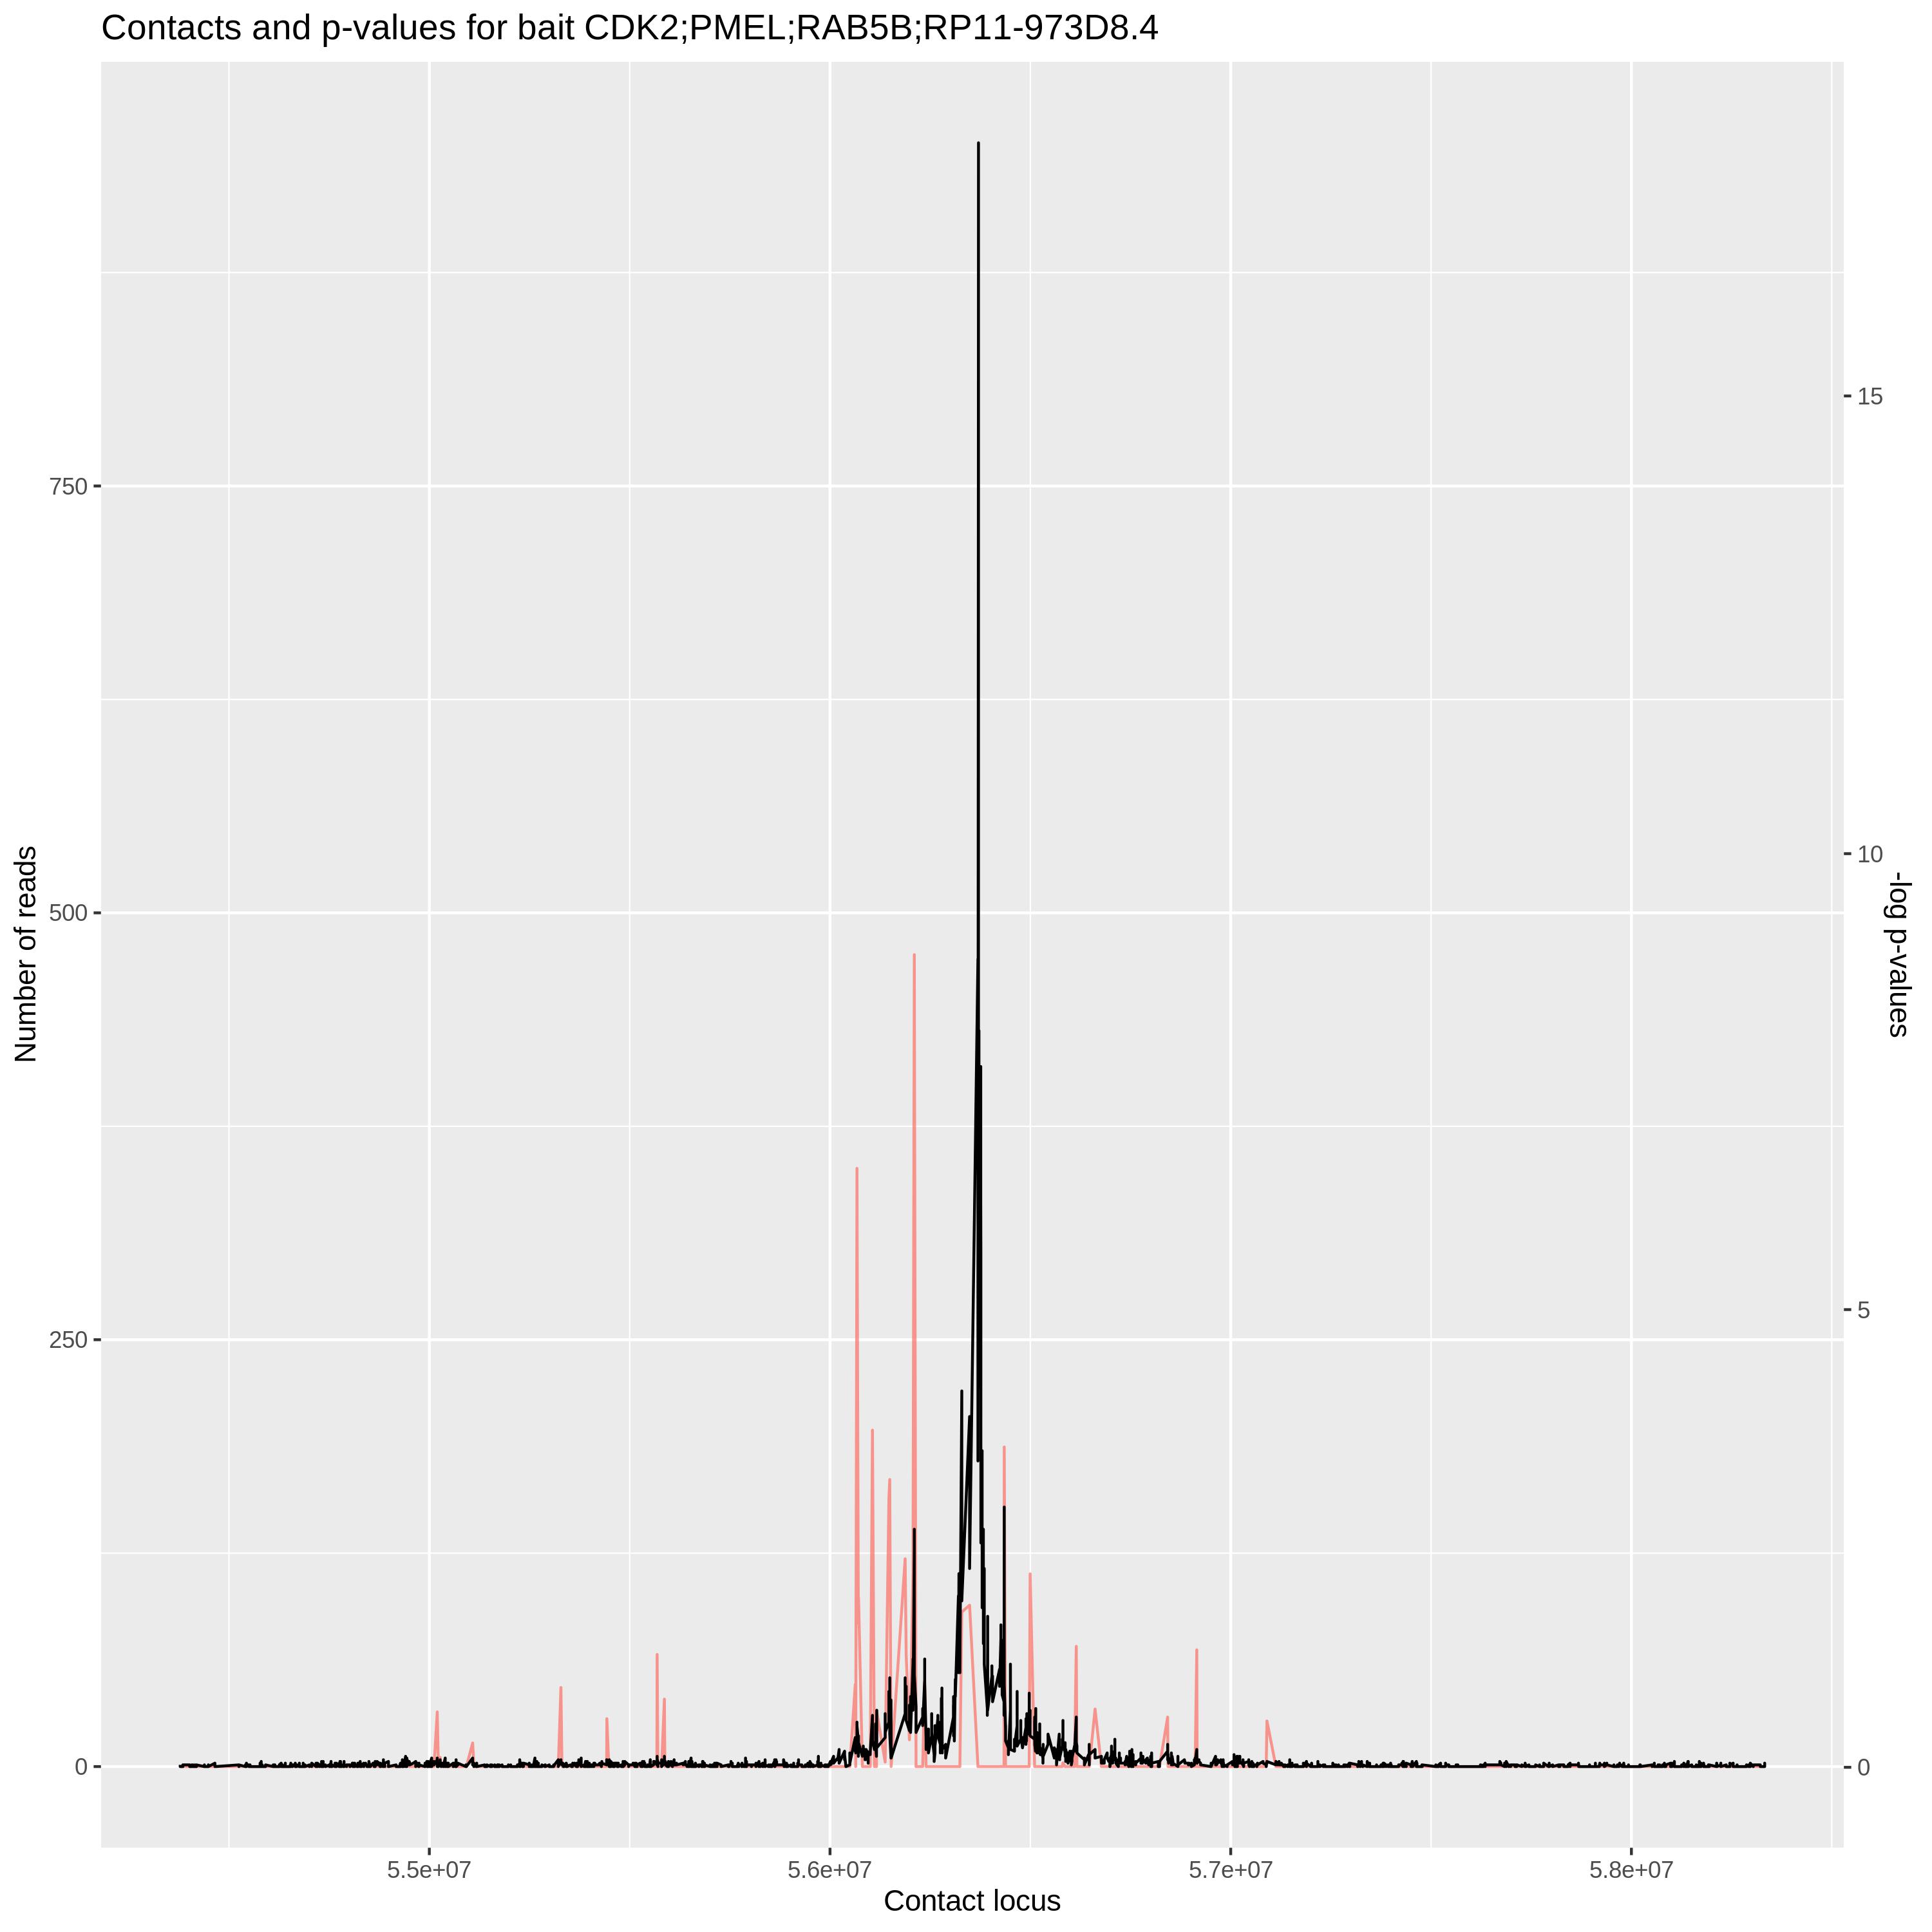 Contacts and p-values for bait CDK2;PMEL;RAB5B;RP11-973D8.4
Number of reads
750
500
250
0
15
10
5
0
-log p-values
5.5e+07
5.6e+07
5.7e+07
5.8e+07
Contact locus